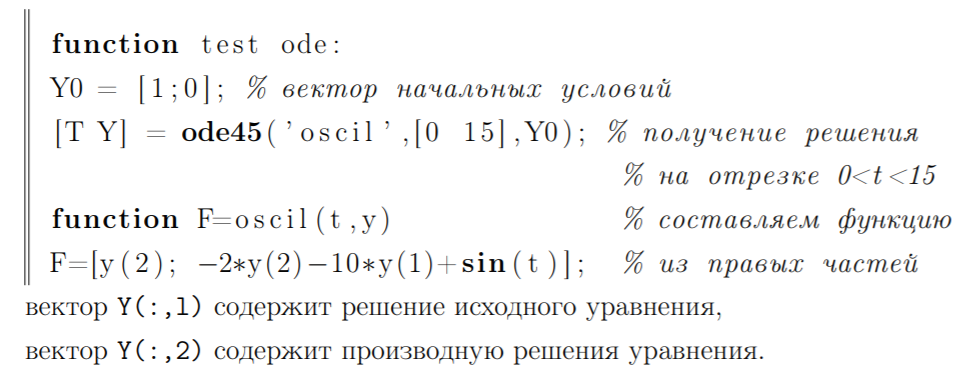 function test ode:
Y0 = [1;0]; % вектор начальных условий
[T Y] = ode45('oscil',[0 15],Y0); % получение решения
% на отрезке 0<t<15
function F=oscil(t,y) % составляем функцию
F=[y(2); -2*y(2)-10*y(1)+sin(t)]; % из правых частей
вектор Y(:,1) содержит решение исходного уравнения,
вектор Y(:,2) содержит производную решения уравнения.